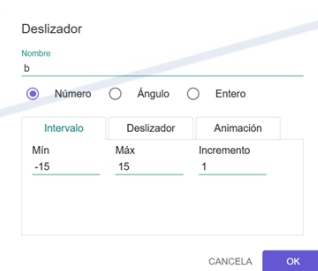 Deslizador
Nombre
b
Número Ángulo Entero
Intervalo Deslizador Animación
Mín Máx Incremento
-15 15 1
CANCELA OK